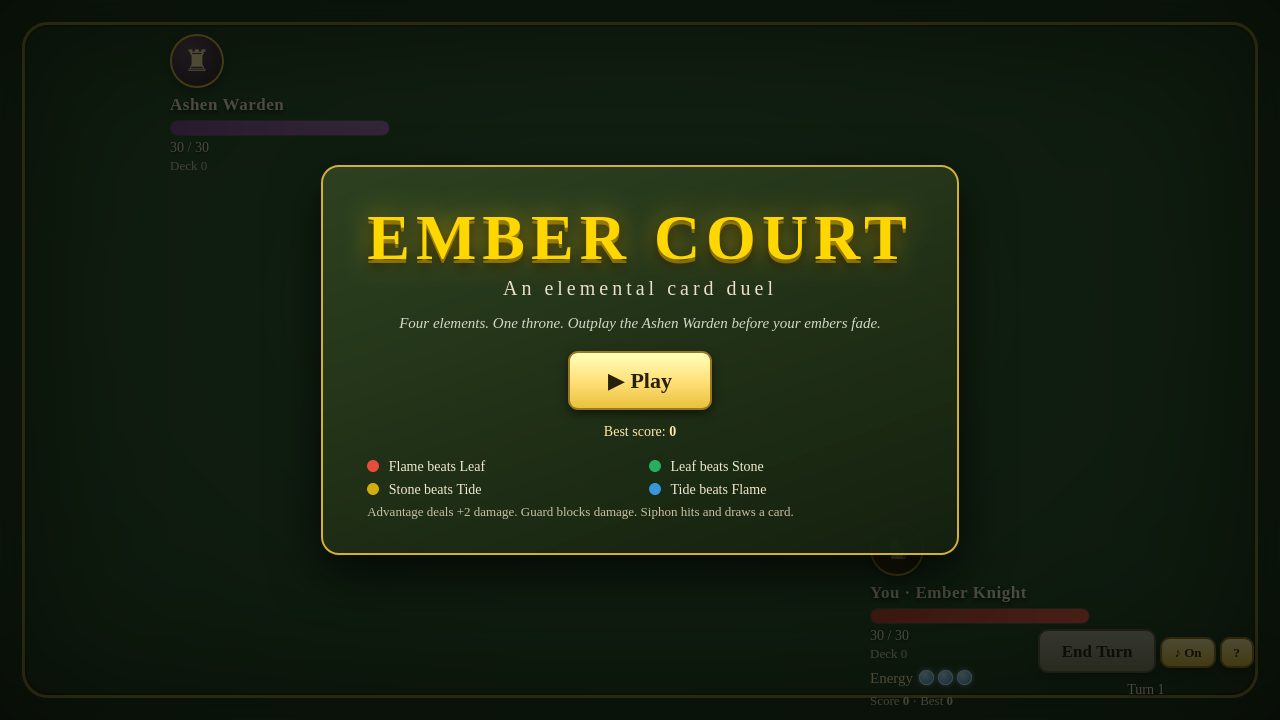 Ashen Warden
30 / 30
Deck 0
EMBER COURT
An elemental card duel
Four elements. One throne. Outplay the Ashen Warden before your embers fade.
▶ Play
Best score: 0
Flame beats Leaf
Leaf beats Stone
Stone beats Tide
Tide beats Flame
Advantage deals +2 damage. Guard blocks damage. Siphon hits and draws a card.
You · Ember Knight
30 / 30
Deck 0
End Turn
♪ On
?
Energy
Turn 1
Score 0 · Best 0